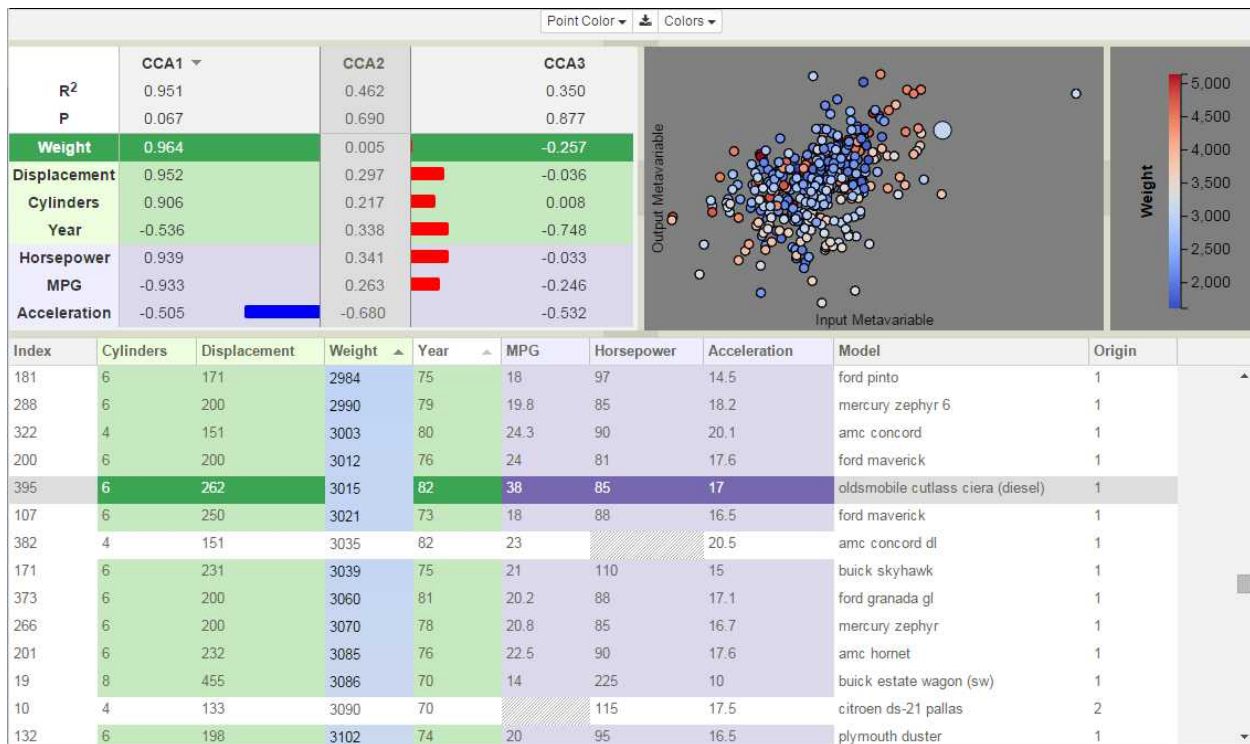 Point Color Colors
CCA1 CCA2 CCA3
R2 0.951 0.462 0.350
P 0.067 0.690 0.877
Weight 0.964 0.005 -0.257
Displacement 0.952 0.297 -0.036
Cylinders 0.906 0.217 0.008
Year -0.536 0.338 -0.748
Horsepower 0.939 0.341 -0.033
MPG -0.933 0.263 -0.246
Acceleration -0.505 -0.680 -0.532
Output Metavariable
Input Metavariable
Weight
5,000
4,500
4,000
3,500
3,000
2,500
2,000
Index Cylinders Displacement Weight Year MPG Horsepower Acceleration Model Origin
181 6 171 2984 75 18 97 14.5 ford pinto 1
288 6 200 2990 79 19.8 85 18.2 mercury zephyr 6 1
322 4 151 3003 80 24.3 90 20.1 amc concord 1
200 6 200 3012 76 24 81 17.6 ford maverick 1
395 6 262 3015 82 38 85 17 oldsmobile cutlass ciera (diesel) 1
107 6 250 3021 73 18 88 16.5 ford maverick 1
382 4 151 3035 82 23 20.5 amc concord dl 1
171 6 231 3039 75 21 110 15 buick skyhawk 1
373 6 200 3060 81 20.2 88 17.1 ford granada gl 1
266 6 200 3070 78 20.8 85 16.7 mercury zephyr 1
201 6 232 3085 76 22.5 90 17.6 amc hornet 1
19 8 455 3086 70 14 225 10 buick estate wagon (sw) 1
10 4 133 3090 70 115 17.5 citroen ds-21 pallas 2
132 6 198 3102 74 20 95 16.5 plymouth duster 1